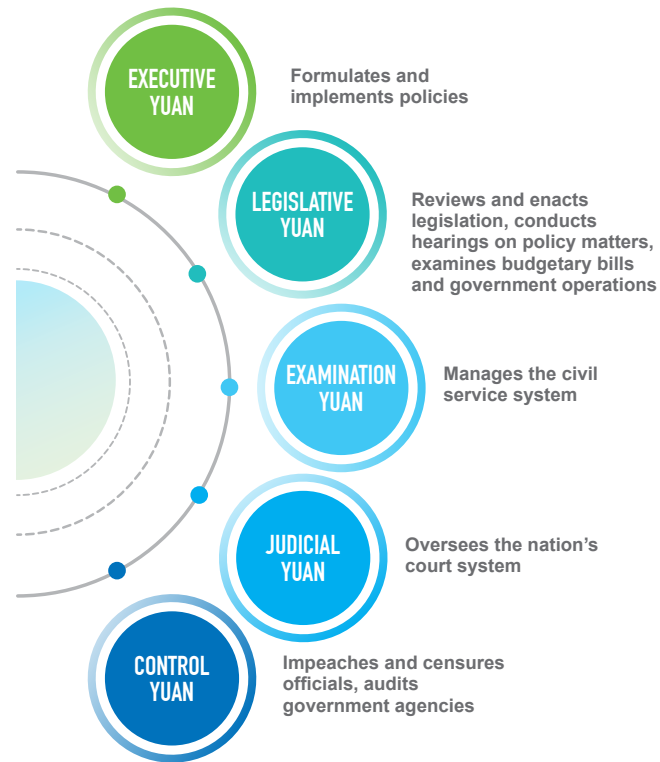 EXECUTIVE
YUAN
Formulates and
implements policies
LEGISLATIVE
YUAN
Reviews and enacts
legislation, conducts
hearings on policy matters,
examines budgetary bills
and government operations
EXAMINATION
YUAN
Manages the civil
service system
JUDICIAL
YUAN
Oversees the nation’s
court system
CONTROL
YUAN
Impeaches and censures
officials, audits
government agencies